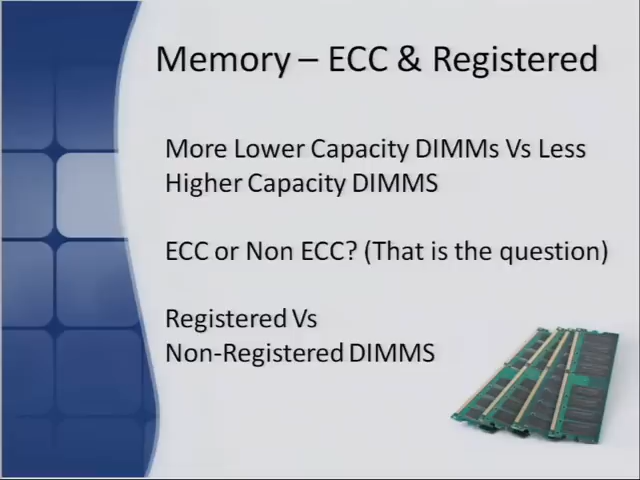 Memory – ECC & Registered
More Lower Capacity DIMMs Vs Less
Higher Capacity DIMMS
ECC or Non ECC? (That is the question)
Registered Vs
Non-Registered DIMMS